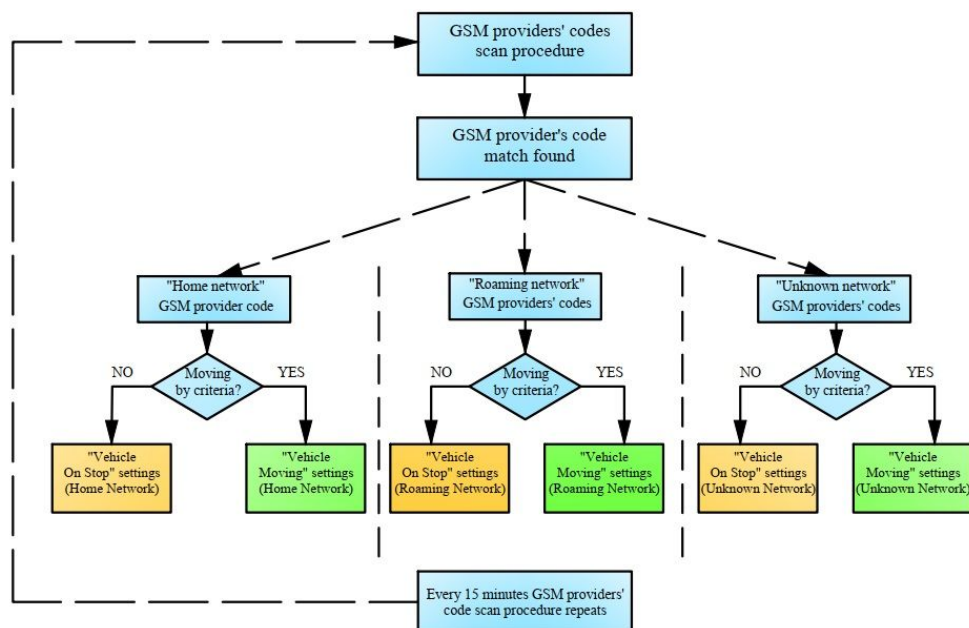 GSM providers' codes
scan procedure
GSM provider's code
match found
"Home network"
GSM provider code
"Roaming network"
GSM providers' codes
"Unknown network"
GSM providers' codes
NO
Moving
by criteria?
YES
NO
Moving
by criteria?
YES
NO
Moving
by criteria?
YES
"Vehicle
On Stop" settings
(Home Network)
"Vehicle
Moving" settings
(Home Network)
"Vehicle
On Stop" settings
(Roaming Network)
"Vehicle
Moving" settings
(Roaming Network)
"Vehicle
On Stop" settings
(Unknown Network)
"Vehicle
Moving" settings
(Unknown Network)
Every 15 minutes GSM providers'
code scan procedure repeats